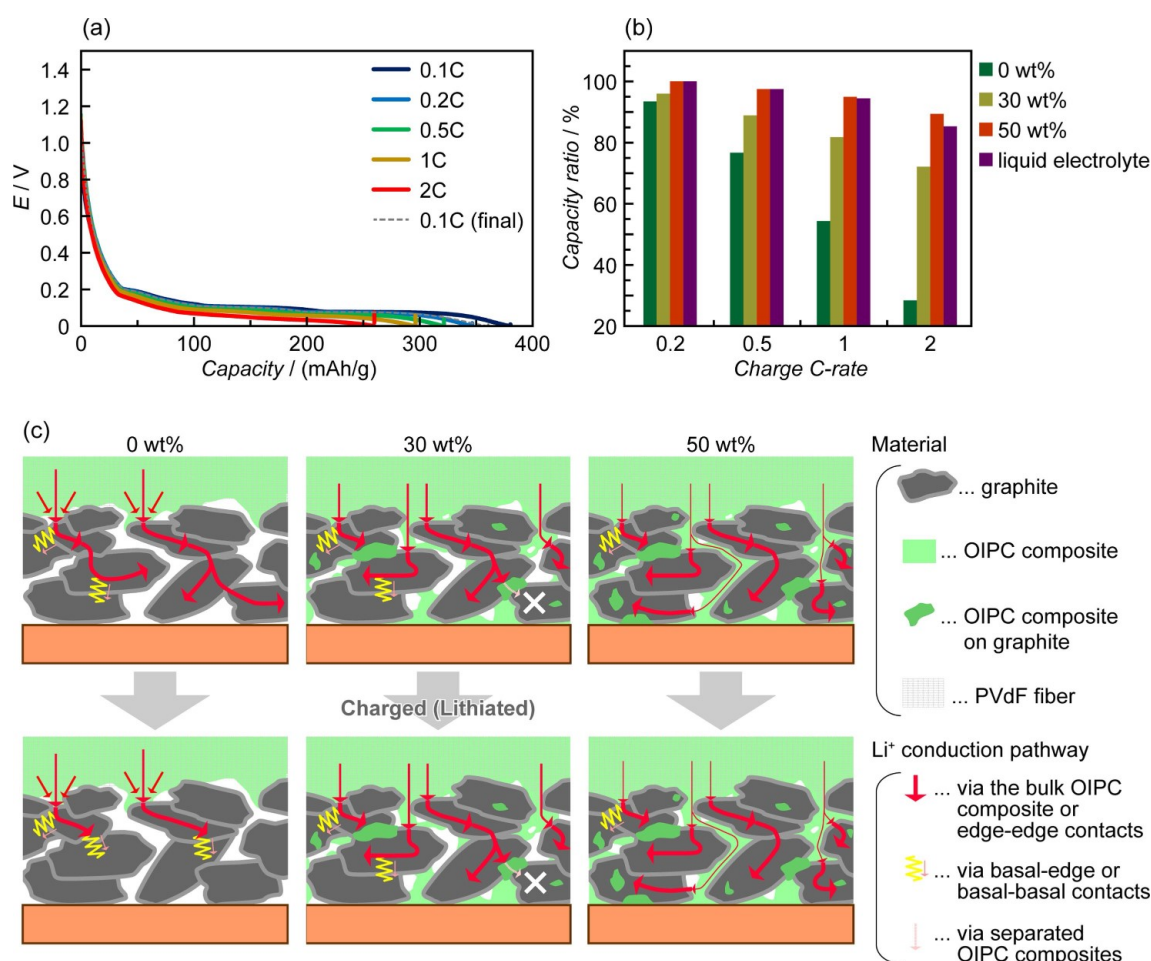 (a)
E / V
1.4
1.2
1.0
0.8
0.6
0.4
0.2
0
0 100 200 300 400
Capacity / (mAh/g)
0.1C
0.2C
0.5C
1C
2C
0.1C (final)
(b)
Capacity ratio / %
100
80
60
40
20
0.2 0.5 1 2
Charge C-rate
0 wt%
30 wt%
50 wt%
liquid electrolyte
(c)
0 wt% 30 wt% 50 wt%
Charged (Lithiated)
Material
... graphite
... OIPC composite
... OIPC composite
on graphite
... PVdF fiber
Li⁺ conduction pathway
... via the bulk OIPC
composite or
edge-edge contacts
... via basal-edge or
basal-basal contacts
... via separated
OIPC composites